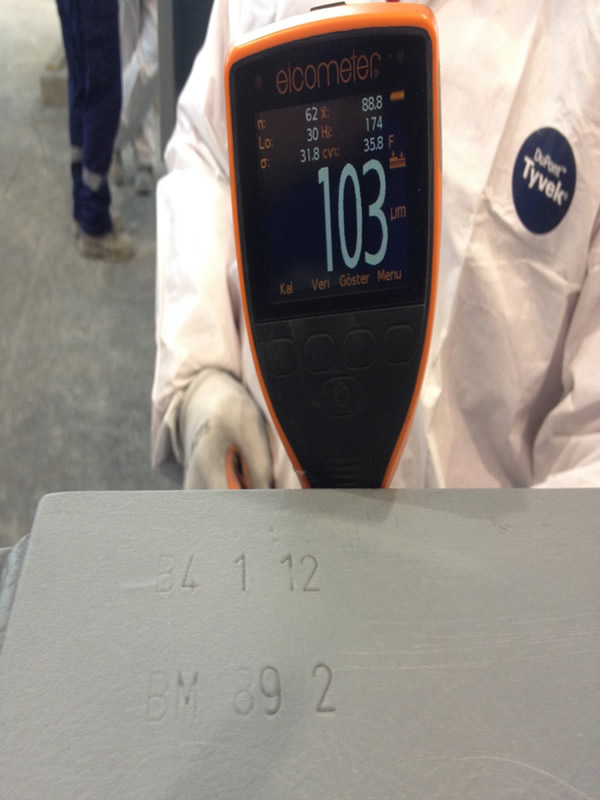 elcometer
n: 62 x̄: 88.8
Lo: 30 Hi: 174
σ: 31.8 cv%: 35.8 F
103 µm
Kal Veri Göster Menu
DuPont™
Tyvek®
B4 1 12
BM 89 2